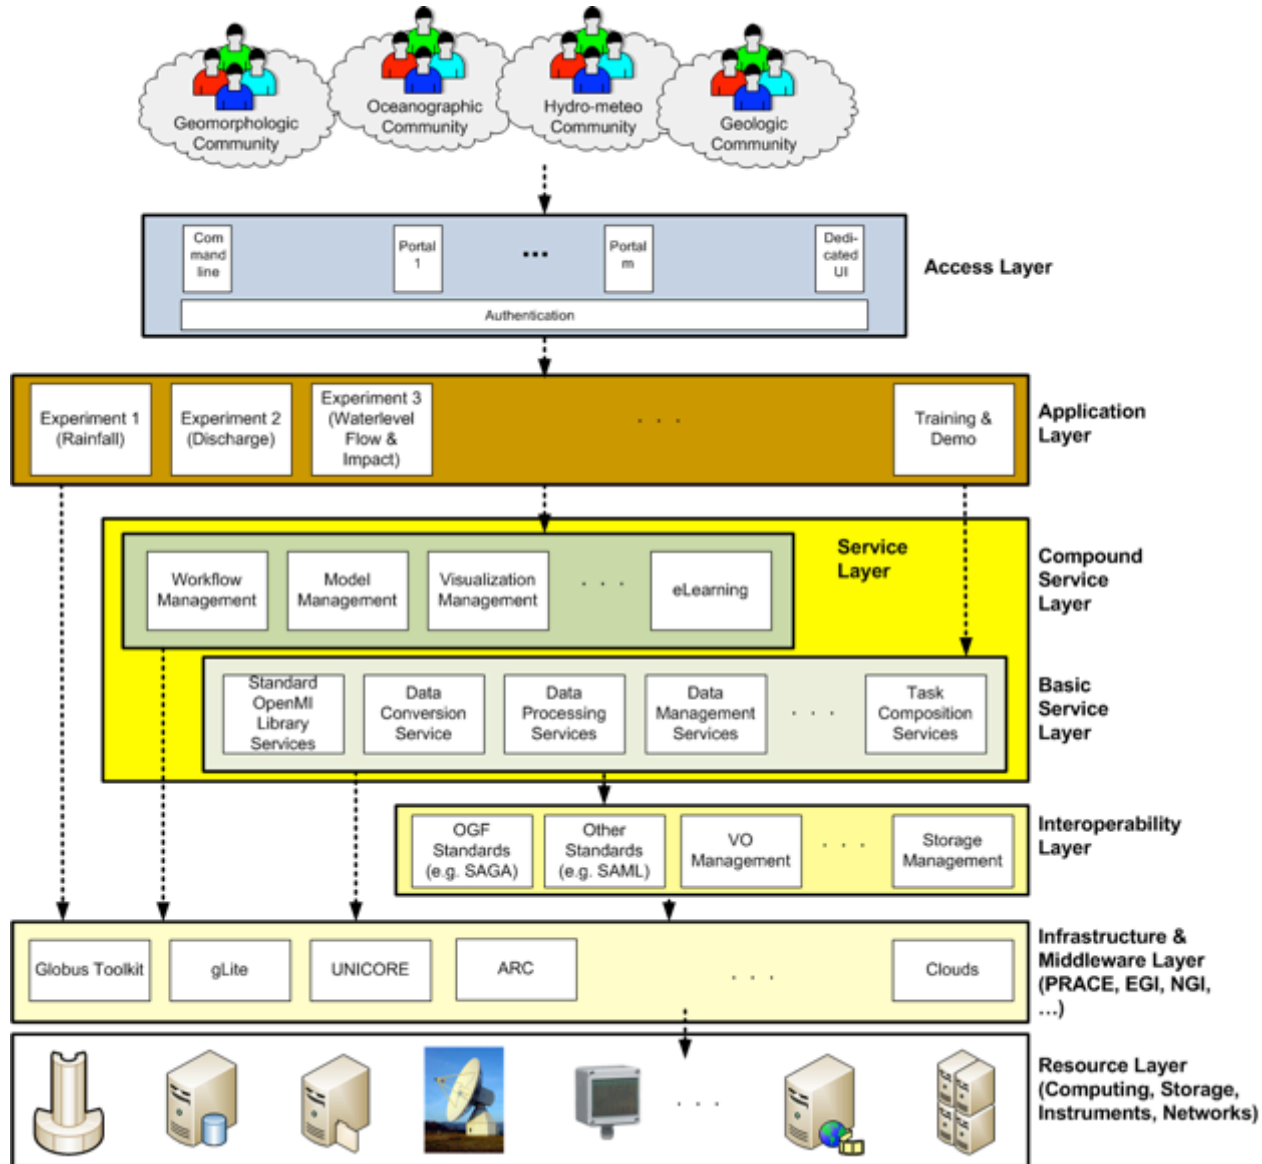 Geomorphologic
Community
Oceanographic
Community
Hydro-meteo
Community
Geologic
Community
Com
mand
line
Portal
1
...
Portal
m
Dedi-
cated
UI
Authentication
Access Layer
Experiment 1
(Rainfall)
Experiment 2
(Discharge)
Experiment 3
(Waterlevel
Flow &
Impact)
. . .
Training &
Demo
Application
Layer
Service
Layer
Workflow
Management
Model
Management
Visualization
Management
. . .
eLearning
Compound
Service
Layer
Standard
OpenMI
Library
Services
Data
Conversion
Service
Data
Processing
Services
Data
Management
Services
. . .
Task
Composition
Services
Basic
Service
Layer
OGF
Standards
(e.g. SAGA)
Other
Standards
(e.g. SAML)
VO
Management
. . .
Storage
Management
Interoperability
Layer
Globus Toolkit
gLite
UNICORE
ARC
. . .
Clouds
Infrastructure &
Middleware Layer
(PRACE, EGI, NGI,
...)
. . .
Resource Layer
(Computing, Storage,
Instruments, Networks)